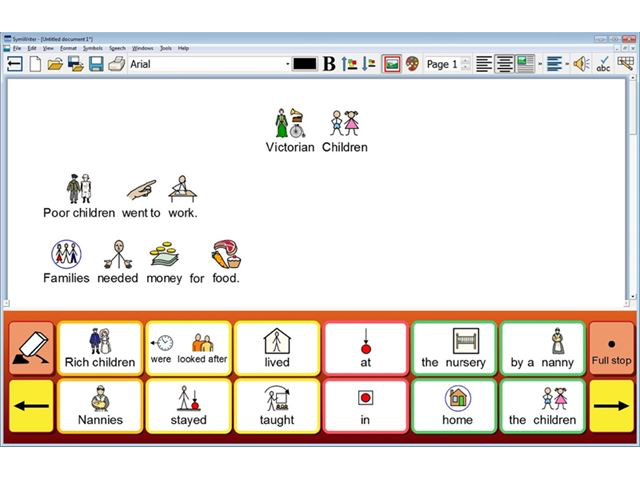 SymWriter - [Untitled document 1*]
File Edit View Format Symbols Speech Windows Tools Help
Arial B Page 1 abc
Victorian Children
Poor children went to work.
Families needed money for food.
Rich children were looked after lived at the nursery by a nanny Full stop
Nannies stayed taught in home the children